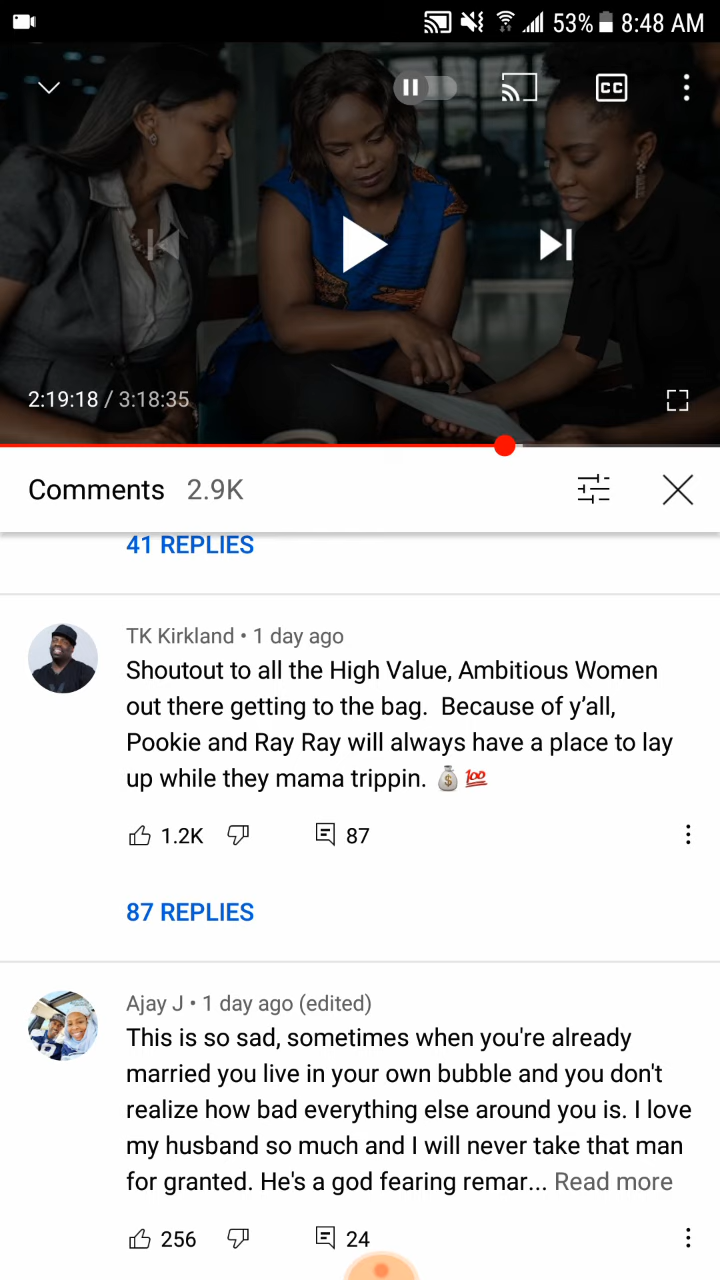 53% 8:48 AM
CC
2:19:18 / 3:18:35
Comments 2.9K
41 REPLIES
TK Kirkland • 1 day ago
Shoutout to all the High Value, Ambitious Women
out there getting to the bag.  Because of y’all,
Pookie and Ray Ray will always have a place to lay
up while they mama trippin. 💰 💯
1.2K 87
87 REPLIES
Ajay J • 1 day ago (edited)
This is so sad, sometimes when you're already
married you live in your own bubble and you don't
realize how bad everything else around you is. I love
my husband so much and I will never take that man
for granted. He's a god fearing remar... Read more
256 24